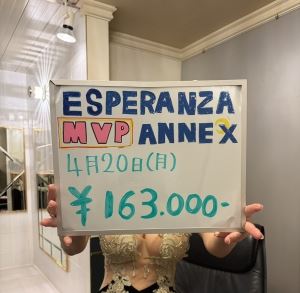 ESPERANZA
MVP ANNEX
4月20日(月)
¥163.000-